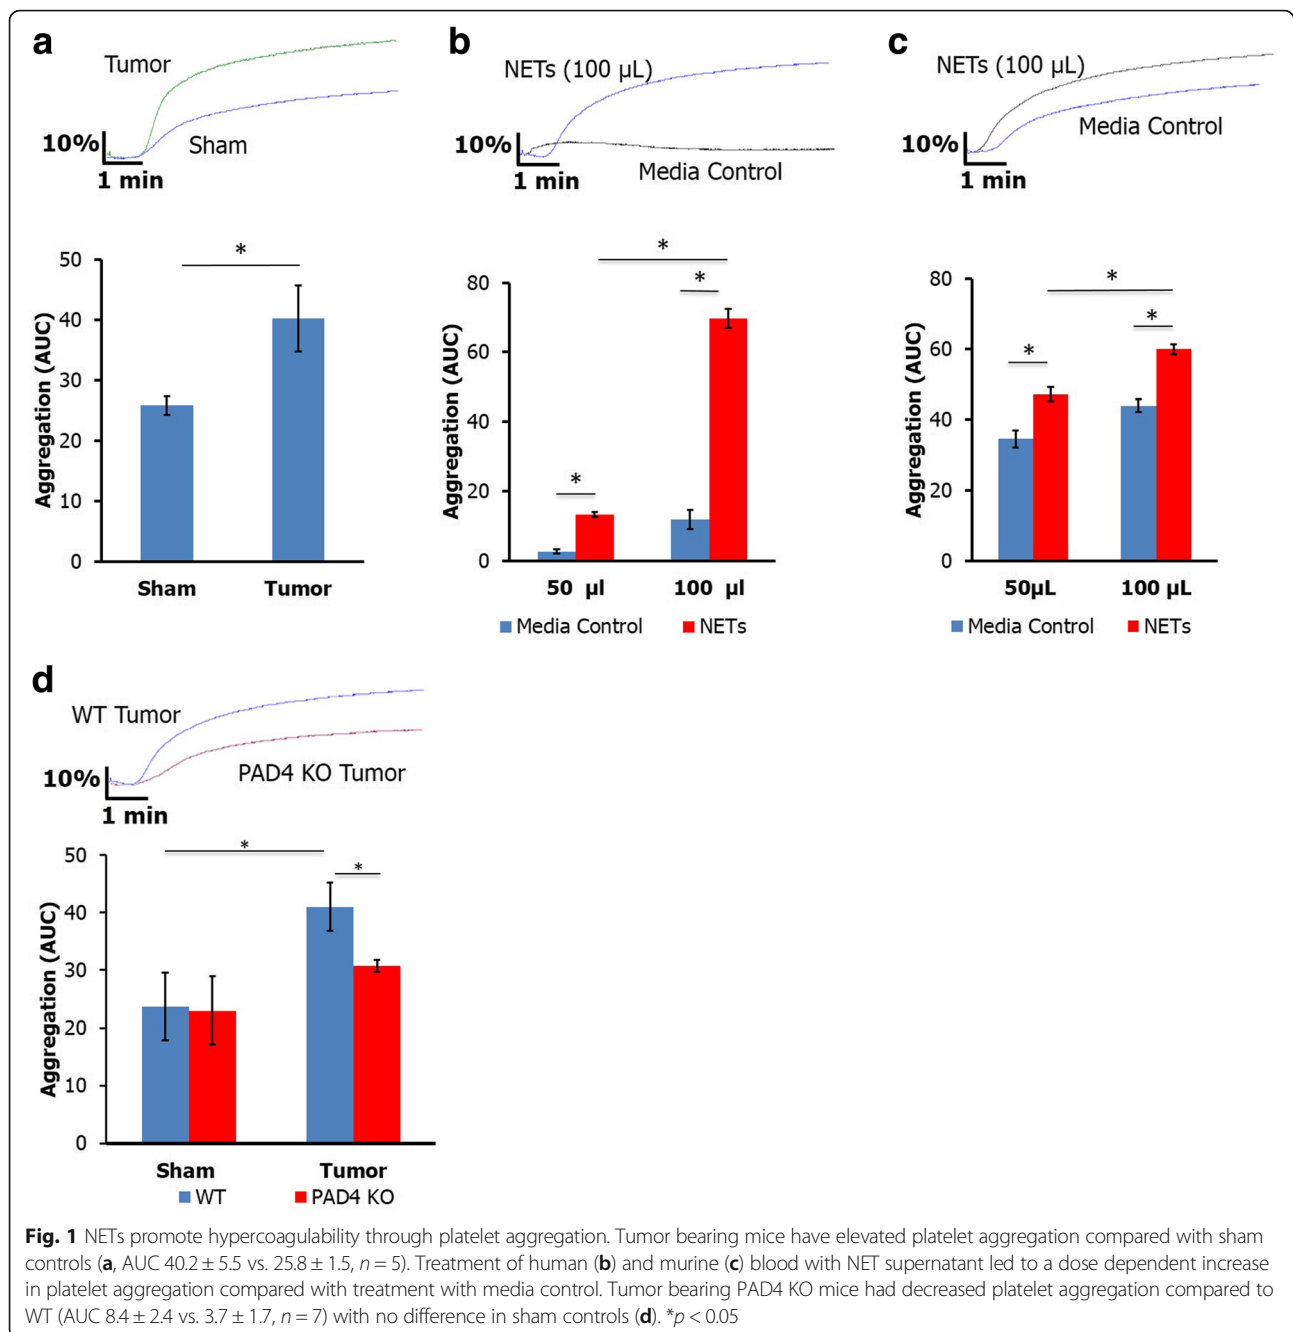 a
Tumor
Sham
10%
1 min
*
Aggregation (AUC)
50
40
30
20
10
0
Sham Tumor
b
NETs (100 µL)
10%
Media Control
1 min
*
*
*
Aggregation (AUC)
80
60
40
20
0
50 µl 100 µl
Media Control NETs
c
NETs (100 µL)
Media Control
10%
1 min
*
*
*
Aggregation (AUC)
80
60
40
20
0
50µL 100 µL
Media Control NETs
d
WT Tumor
PAD4 KO Tumor
10%
1 min
*
*
Aggregation (AUC)
50
40
30
20
10
0
Sham Tumor
WT PAD4 KO
Fig. 1 NETs promote hypercoagulability through platelet aggregation. Tumor bearing mice have elevated platelet aggregation compared with sham
controls (a, AUC 40.2 ± 5.5 vs. 25.8 ± 1.5, n = 5). Treatment of human (b) and murine (c) blood with NET supernatant led to a dose dependent increase
in platelet aggregation compared with treatment with media control. Tumor bearing PAD4 KO mice had decreased platelet aggregation compared to
WT (AUC 8.4 ± 2.4 vs. 3.7 ± 1.7, n = 7) with no difference in sham controls (d). *p < 0.05